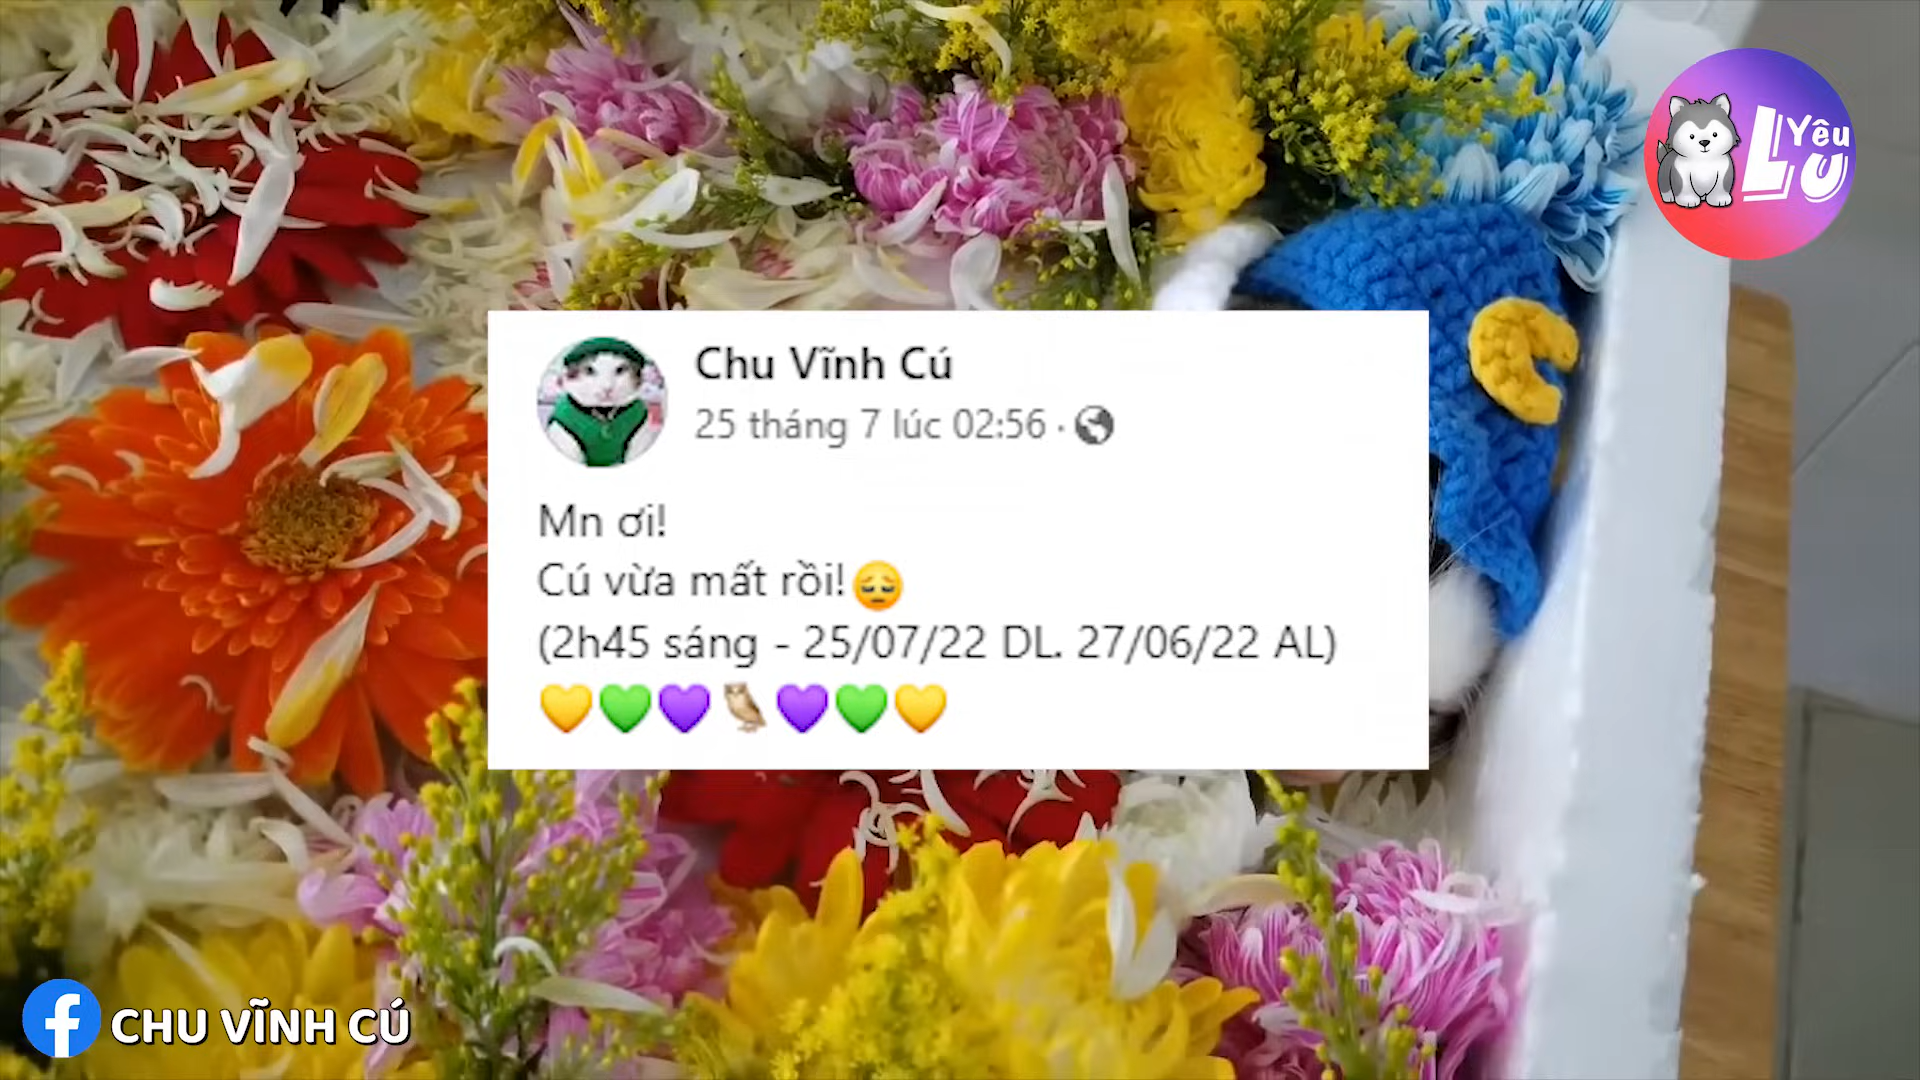 Yêu
Lu
Chu Vĩnh Cú
25 tháng 7 lúc 02:56 ·
Mn ơi!
Cú vừa mất rồi!😔
(2h45 sáng - 25/07/22 DL. 27/06/22 AL)
💛💚💜🦉💜💚💛
CHU VĨNH CÚ